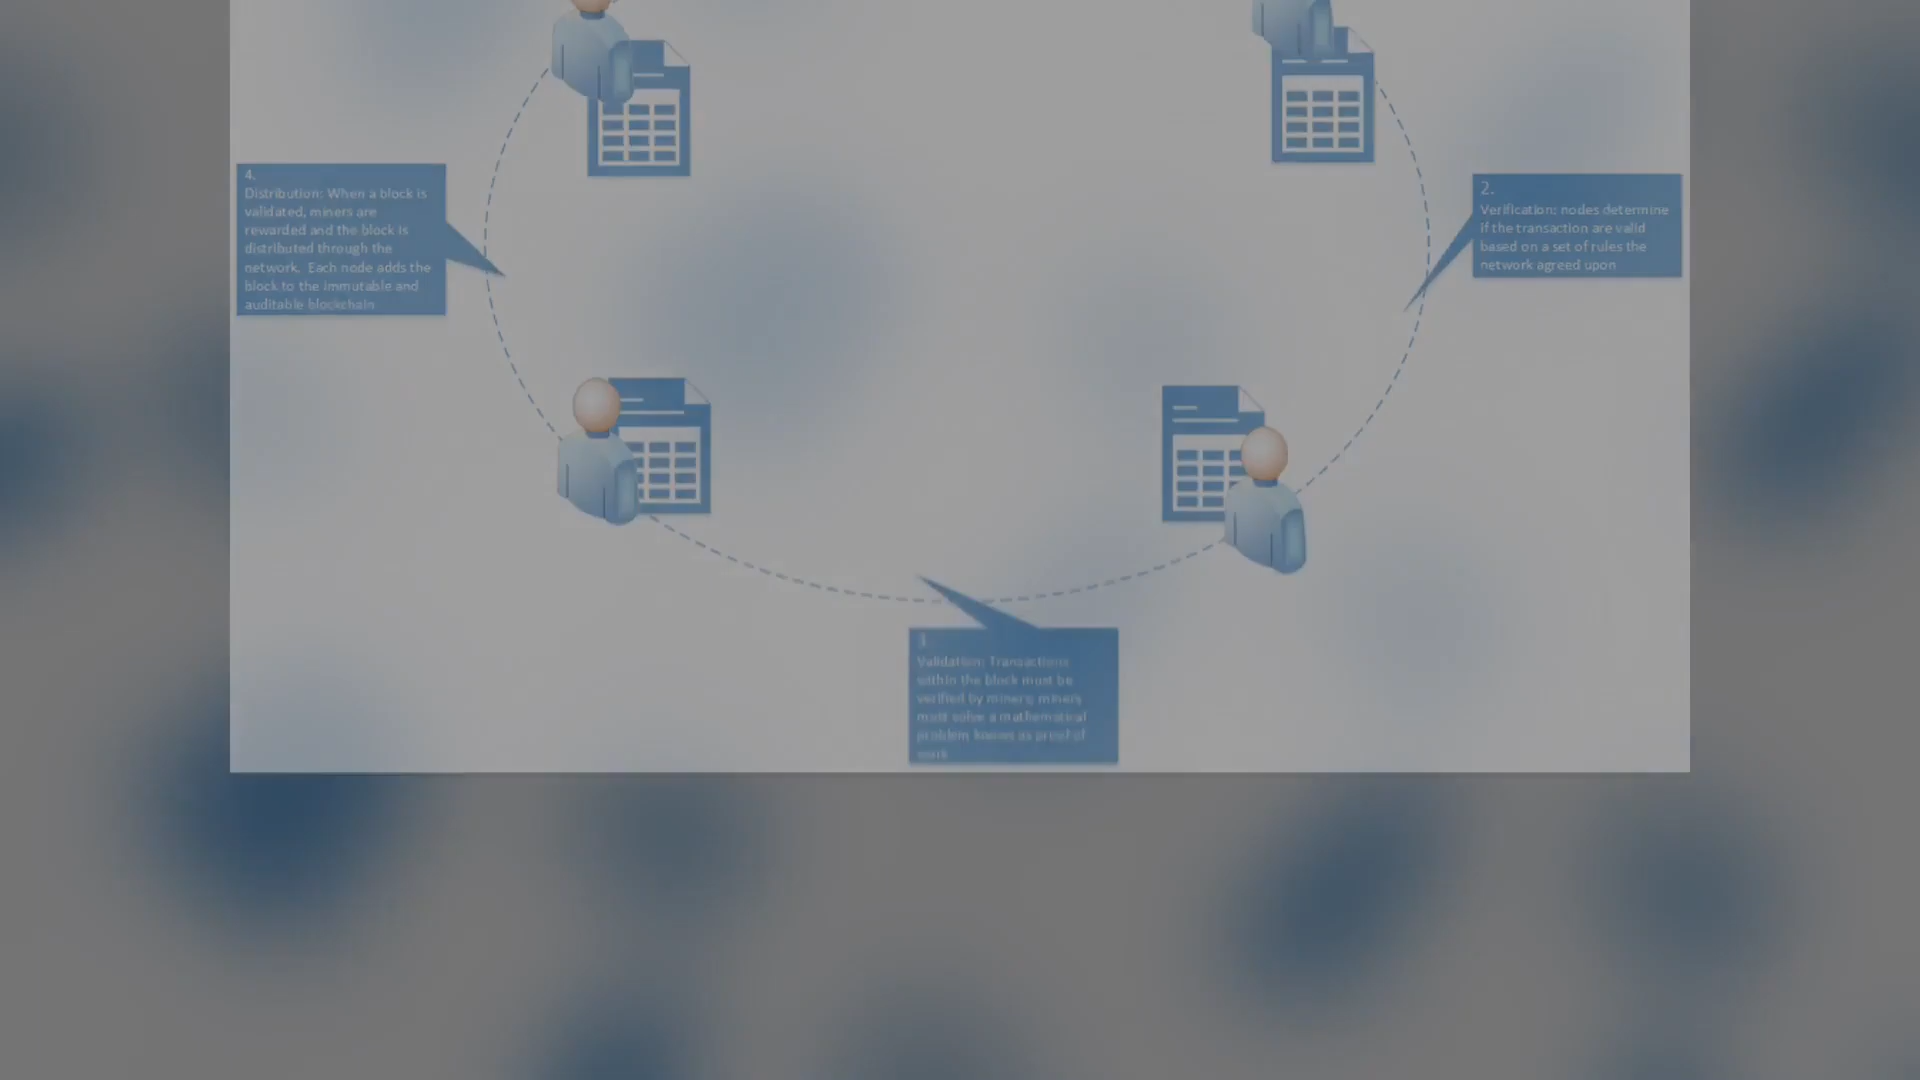 4.
Distribution: When a block is
validated, miners are
rewarded and the block is
distributed through the
network.  Each node adds the
block to the immutable and
auditable blockchain
2.
Verification: nodes determine
if the transaction are valid
based on a set of rules the
network agreed upon
3.
Validation: Transactions
within the block must be
verified by miners; miners
must solve a mathematical
problem known as proof of
work